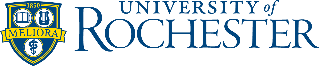 1850
MELIORA
UNIVERSITY of
ROCHESTER